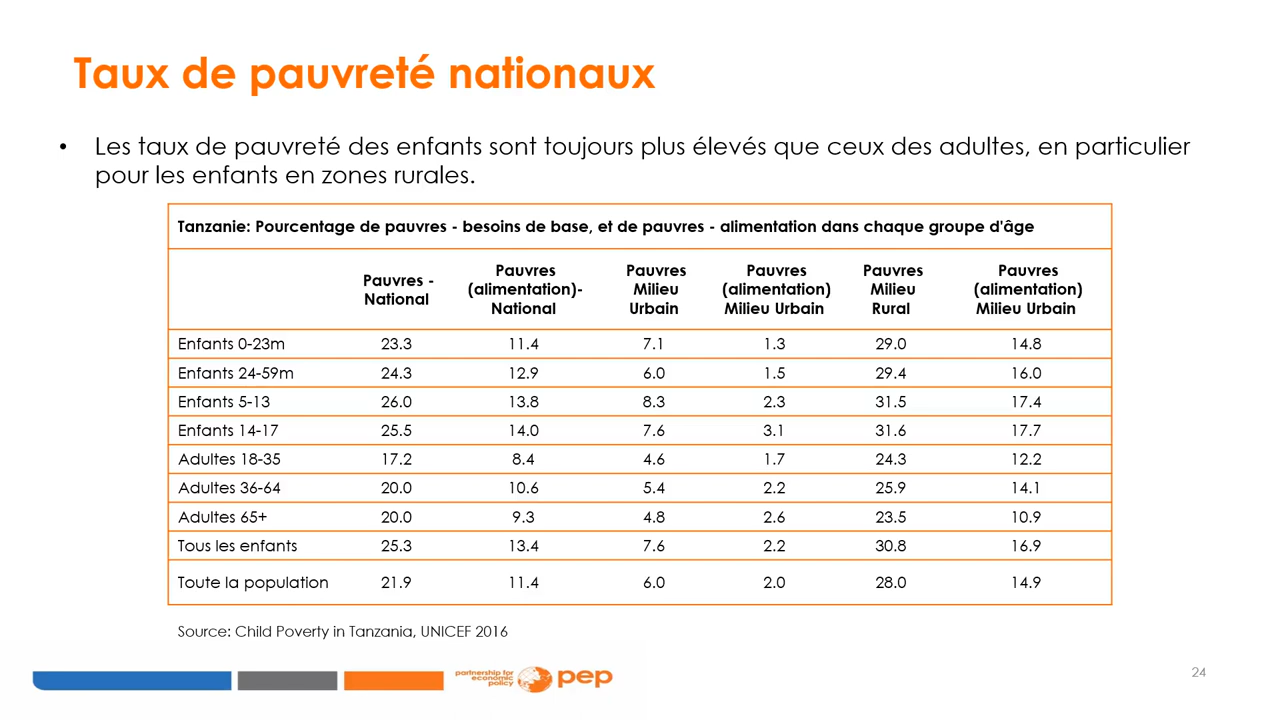 Taux de pauvreté nationaux
• Les taux de pauvreté des enfants sont toujours plus élevés que ceux des adultes, en particulier
pour les enfants en zones rurales.
Tanzanie: Pourcentage de pauvres - besoins de base, et de pauvres - alimentation dans chaque groupe d'âge
Pauvres - National Pauvres (alimentation)- National Pauvres Milieu Urbain Pauvres (alimentation) Milieu Urbain Pauvres Milieu Rural Pauvres (alimentation) Milieu Urbain
Enfants 0-23m 23.3 11.4 7.1 1.3 29.0 14.8
Enfants 24-59m 24.3 12.9 6.0 1.5 29.4 16.0
Enfants 5-13 26.0 13.8 8.3 2.3 31.5 17.4
Enfants 14-17 25.5 14.0 7.6 3.1 31.6 17.7
Adultes 18-35 17.2 8.4 4.6 1.7 24.3 12.2
Adultes 36-64 20.0 10.6 5.4 2.2 25.9 14.1
Adultes 65+ 20.0 9.3 4.8 2.6 23.5 10.9
Tous les enfants 25.3 13.4 7.6 2.2 30.8 16.9
Toute la population 21.9 11.4 6.0 2.0 28.0 14.9
Source: Child Poverty in Tanzania, UNICEF 2016
partnership for
economic
policy
pep
24